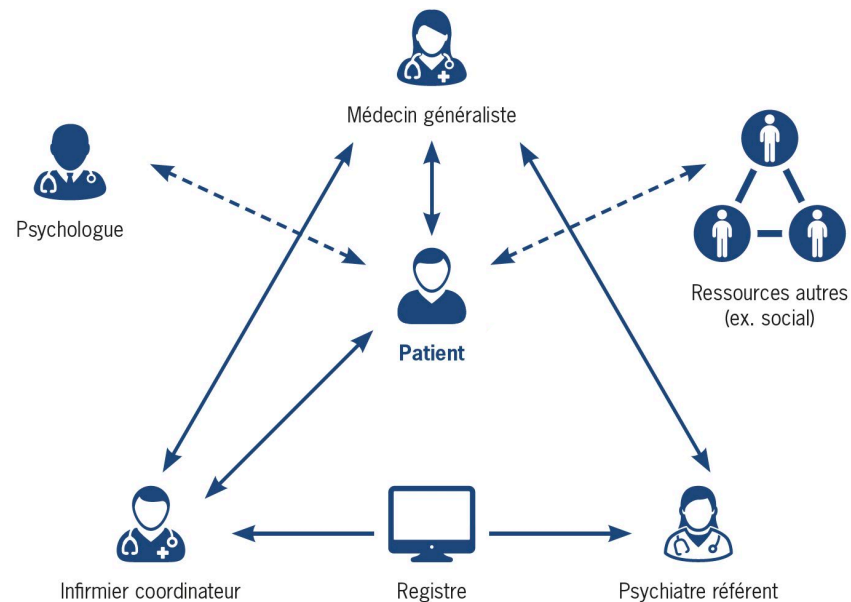 Médecin généraliste
Psychologue
Ressources autres
(ex. social)
Patient
Infirmier coordinateur
Registre
Psychiatre référent